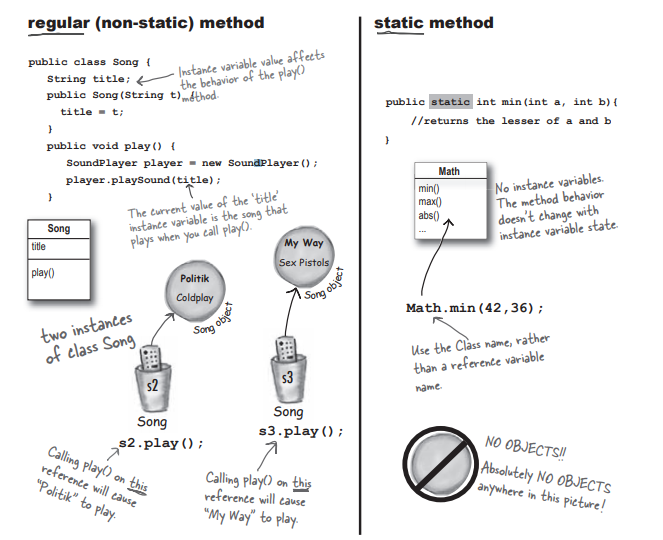 regular (non-static) method
public class Song {
String title;
Instance variable value affects
the behavior of the play()
method.
public Song(String t) {
title = t;
}
public void play() {
SoundPlayer player = new SoundPlayer();
player.playSound(title);
}
The current value of the 'title'
instance variable is the song that
plays when you call play().
Song
title
play()
two instances
of class Song
Politik
Coldplay
Song object
My Way
Sex Pistols
Song object
s2
Song
s2.play();
Calling play() on this
reference will cause
"Politik" to play.
s3
Song
s3.play();
Calling play() on this
reference will cause
"My Way" to play.
static method
public static int min(int a, int b){
//returns the lesser of a and b
}
Math
min()
max()
abs()
...
No instance variables.
The method behavior
doesn't change with
instance variable state.
Math.min(42,36);
Use the Class name, rather
than a reference variable
name.
NO OBJECTS!!
Absolutely NO OBJECTS
anywhere in this picture!